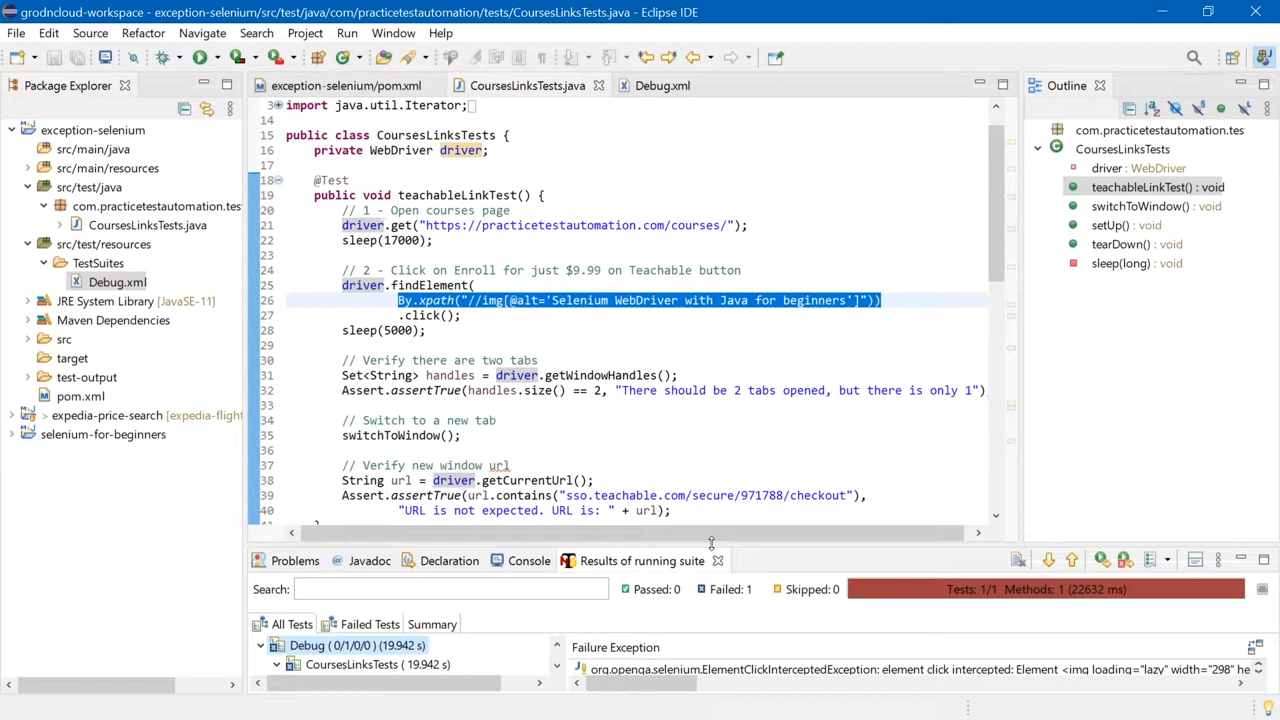 grodncloud-workspace - exception-selenium/src/test/java/com/practicetestautomation/tests/CoursesLinksTests.java - Eclipse IDE
File Edit Source Refactor Navigate Search Project Run Window Help
Package Explorer
exception-selenium
src/main/java
src/main/resources
src/test/java
com.practicetestautomation.tes
CoursesLinksTests.java
src/test/resources
TestSuites
Debug.xml
JRE System Library [JavaSE-11]
Maven Dependencies
src
target
test-output
pom.xml
> expedia-price-search [expedia-flight
selenium-for-beginners
exception-selenium/pom.xml CoursesLinksTests.java Debug.xml
3 import java.util.Iterator;
14
15 public class CoursesLinksTests {
16 private WebDriver driver;
17
18 @Test
19 public void teachableLinkTest() {
20 // 1 - Open courses page
21 driver.get("https://practicetestautomation.com/courses/");
22 sleep(17000);
23
24 // 2 - Click on Enroll for just $9.99 on Teachable button
25 driver.findElement(
26 By.xpath("//img[@alt='Selenium WebDriver with Java for beginners']"))
27 .click();
28 sleep(5000);
29
30 // Verify there are two tabs
31 Set<String> handles = driver.getWindowHandles();
32 Assert.assertTrue(handles.size() == 2, "There should be 2 tabs opened, but there is only 1")
33
34 // Switch to a new tab
35 switchToWindow();
36
37 // Verify new window url
38 String url = driver.getCurrentUrl();
39 Assert.assertTrue(url.contains("sso.teachable.com/secure/971788/checkout"),
40 "URL is not expected. URL is: " + url);
Outline
com.practicetestautomation.tes
CoursesLinksTests
driver : WebDriver
teachableLinkTest() : void
switchToWindow() : void
setUp() : void
tearDown() : void
sleep(long) : void
Problems Javadoc Declaration Console Results of running suite
Search: Passed: 0 Failed: 1 Skipped: 0 Tests: 1/1 Methods: 1 (22632 ms)
All Tests Failed Tests Summary
Debug ( 0/1/0/0 ) (19.942 s)
CoursesLinksTests ( 19.942 s)
Failure Exception
org.openqa.selenium.ElementClickInterceptedException: element click intercepted: Element <img loading="lazy" width="298" he